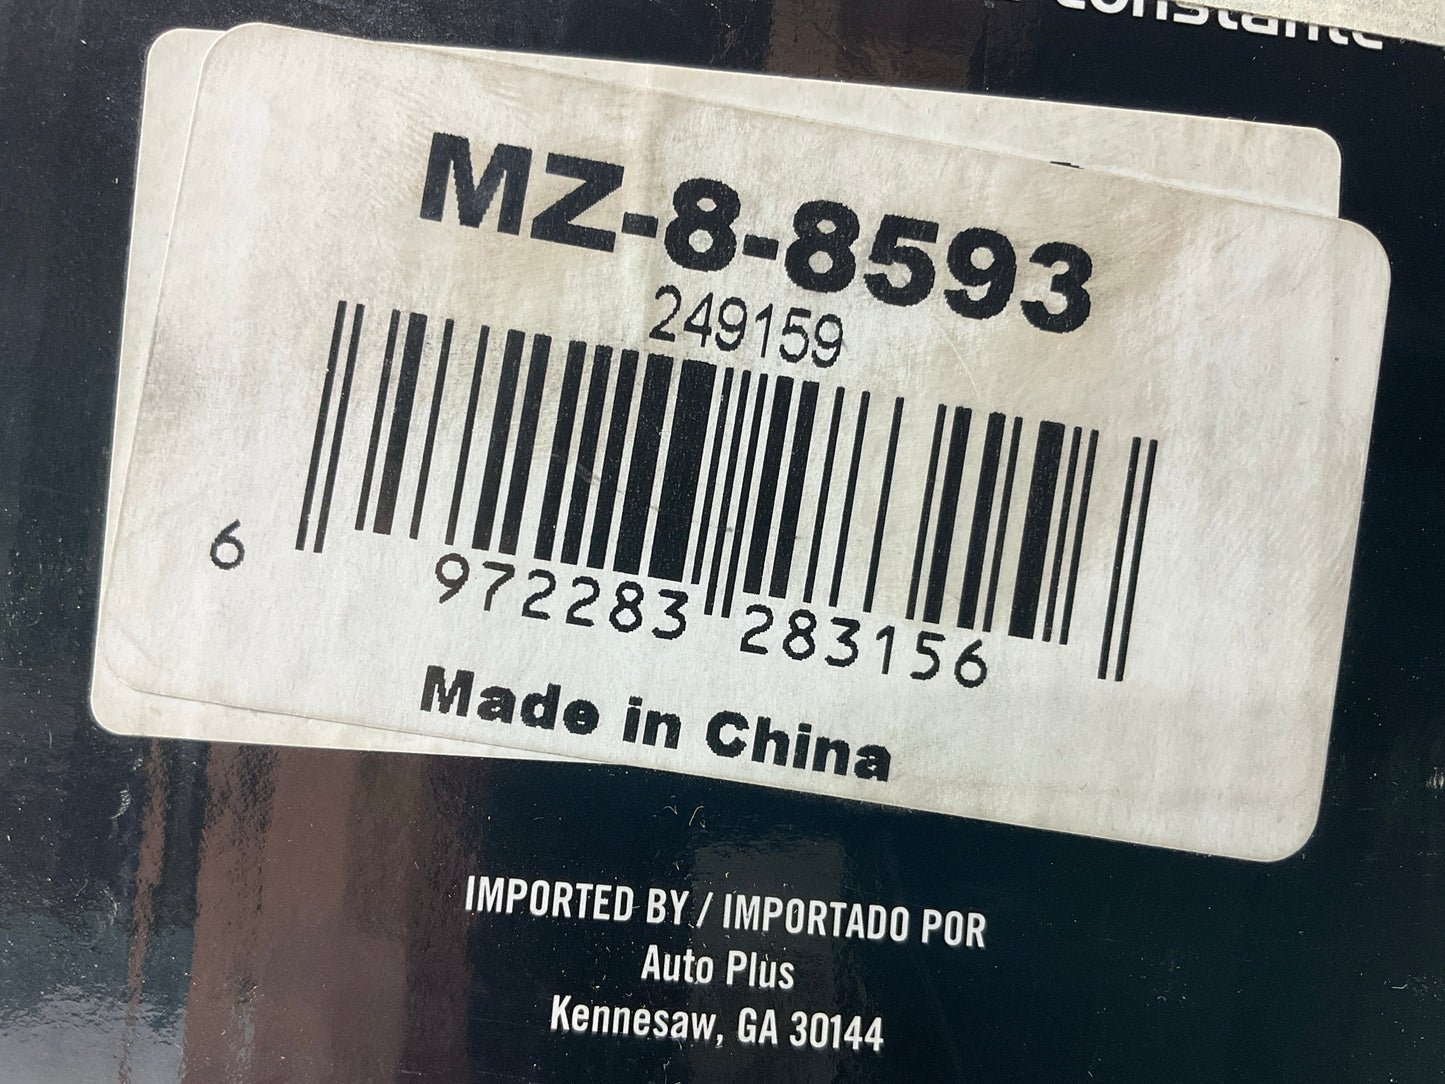 constante
MZ-8-8593
249159
6 972283 283156
Made in China
IMPORTED BY / IMPORTADO POR
Auto Plus
Kennesaw, GA 30144